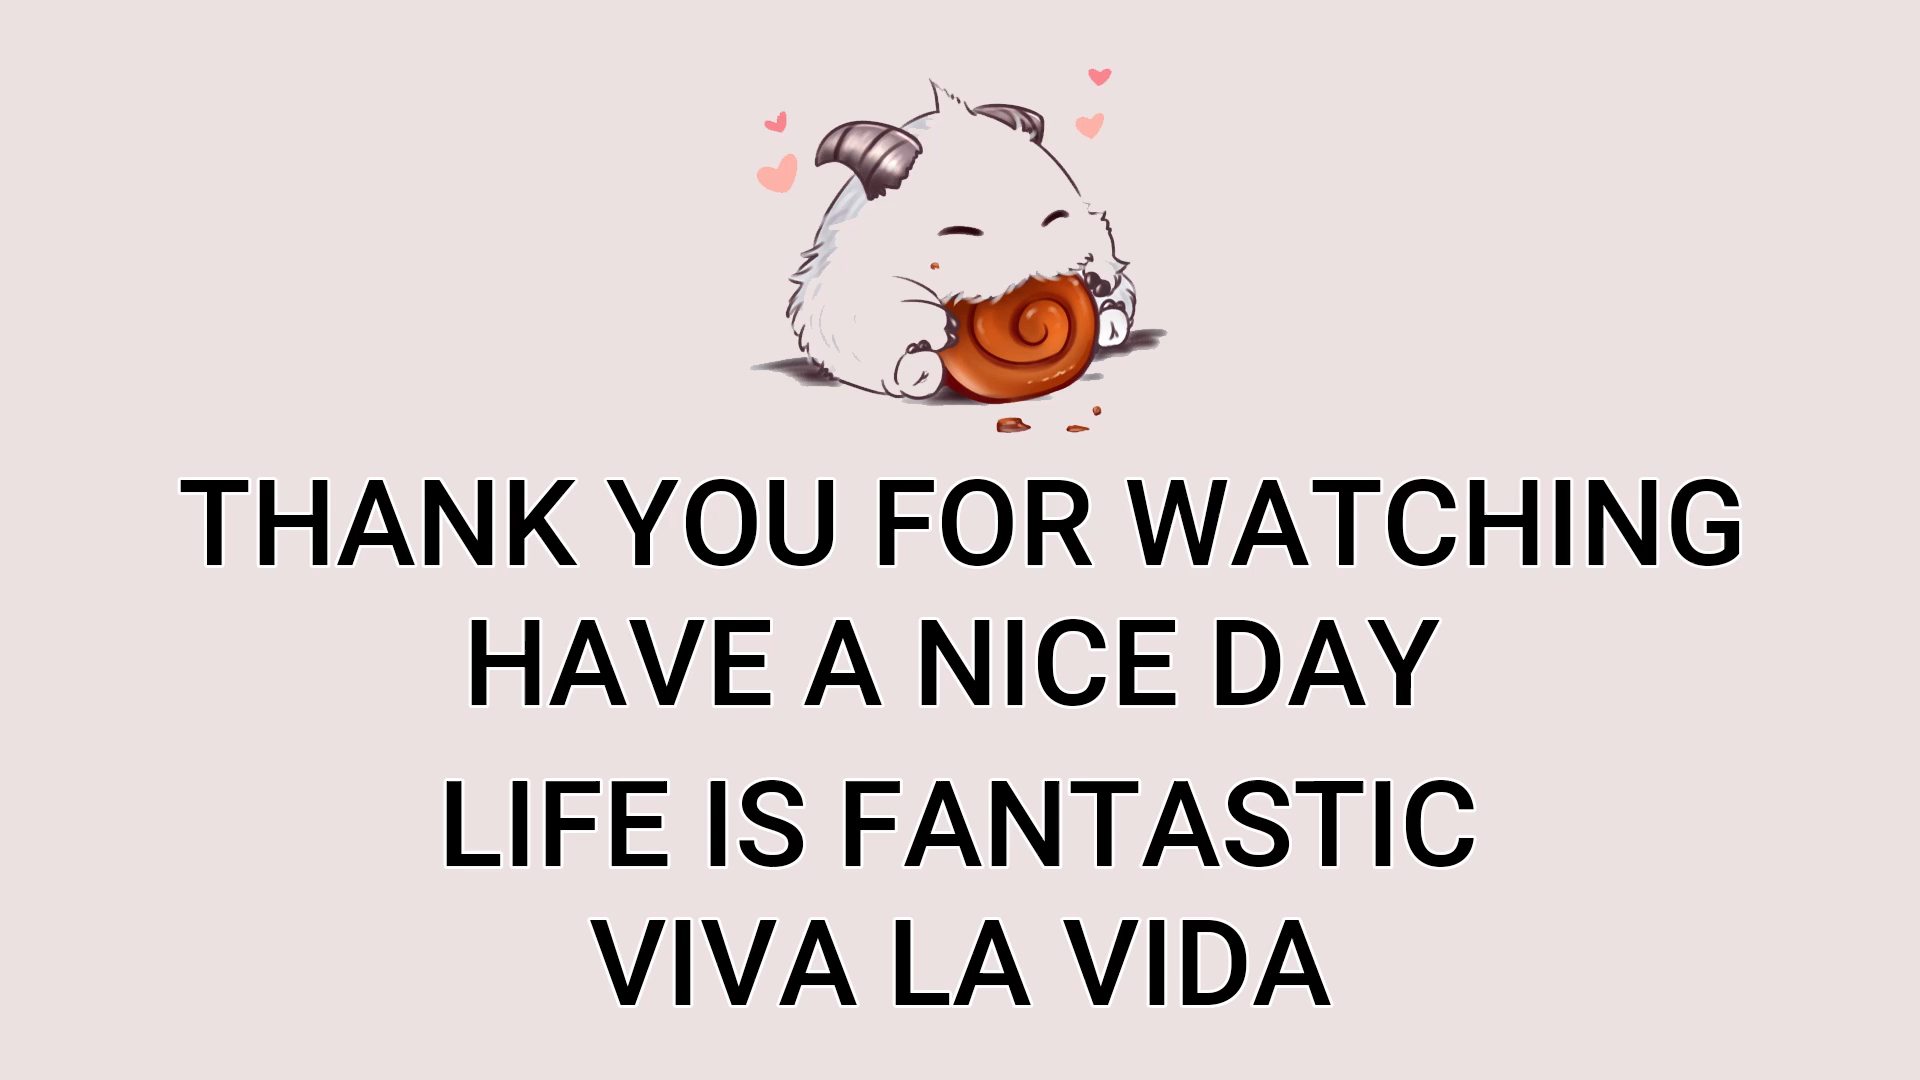 THANK YOU FOR WATCHING
HAVE A NICE DAY
LIFE IS FANTASTIC
VIVA LA VIDA